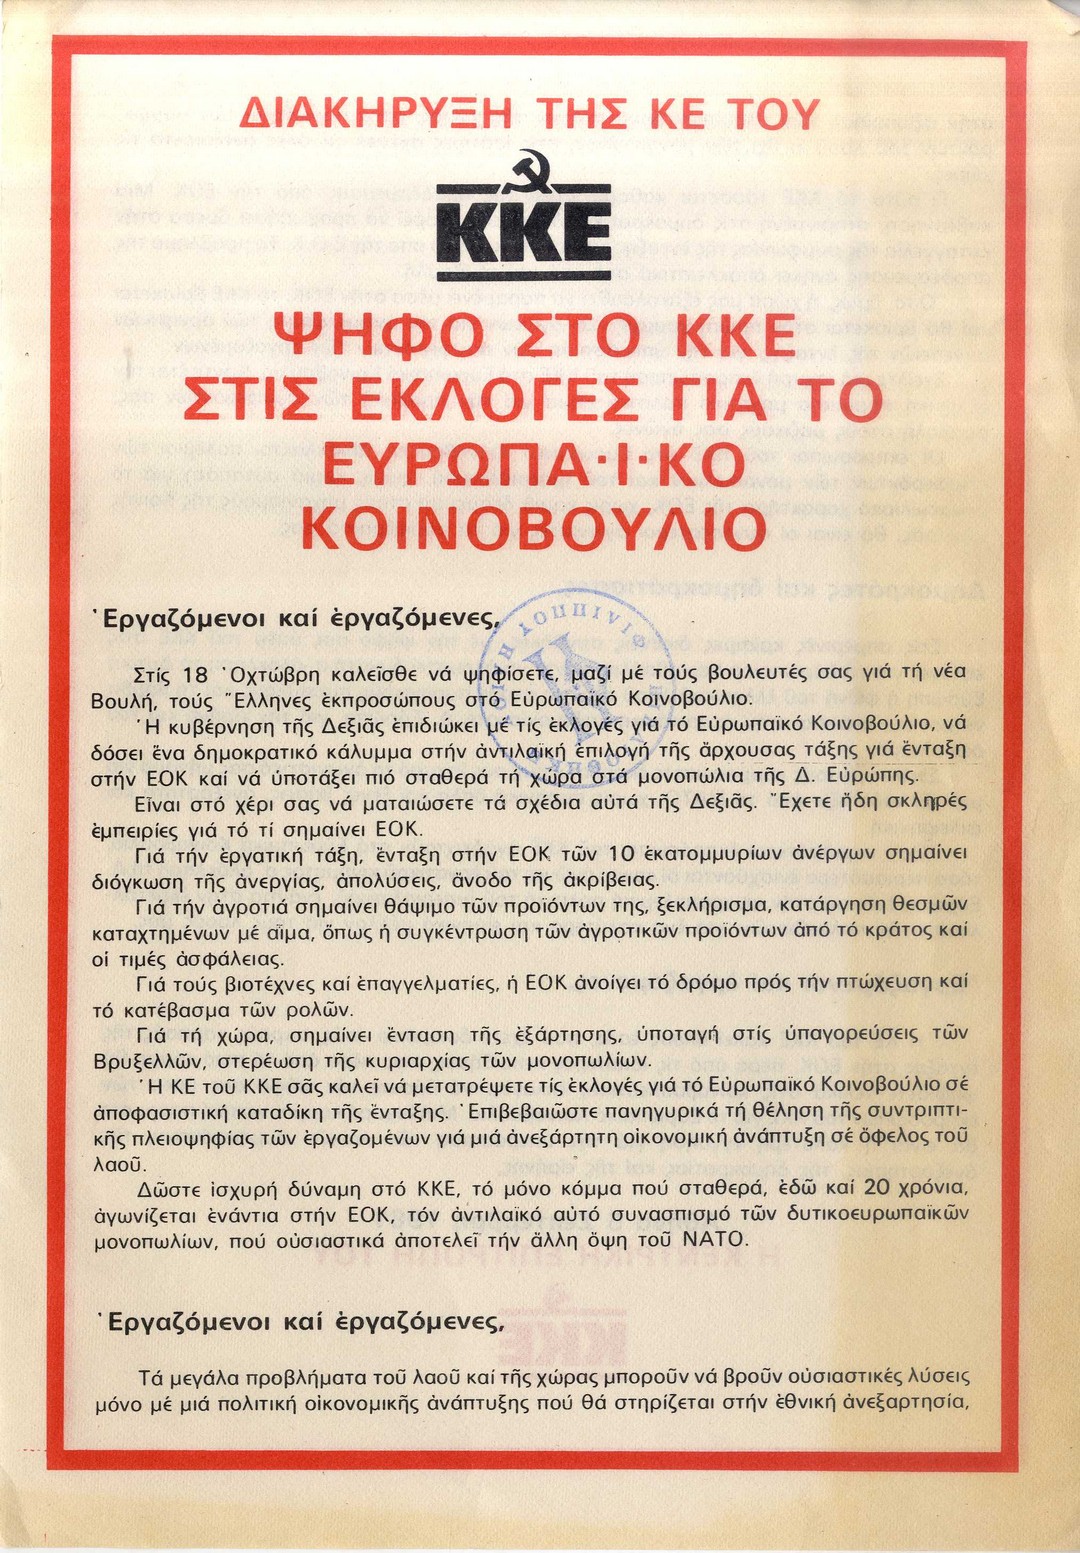 ΔΙΑΚΗΡΥΞΗ ΤΗΣ ΚΕ ΤΟΥ
ΚΚΕ
ΨΗΦΟ ΣΤΟ ΚΚΕ
ΣΤΙΣ ΕΚΛΟΓΕΣ ΓΙΑ ΤΟ
ΕΥΡΩΠΑ·Ι·ΚΟ
ΚΟΙΝΟΒΟΥΛΙΟ
Ἐργαζόμενοι καί ἐργαζόμενες,
Στίς 18 Ὀχτώβρη καλεῖσθε νά ψηφίσετε, μαζί μέ τούς βουλευτές σας γιά τή νέα
Βουλή, τούς Ἕλληνες ἐκπροσώπους στό Εὐρωπαϊκό Κοινοβούλιο.
Ἡ κυβέρνηση τῆς Δεξιᾶς ἐπιδιώκει μέ τίς ἐκλογές γιά τό Εὐρωπαϊκό Κοινοβούλιο, νά
δόσει ἕνα δημοκρατικό κάλυμμα στήν ἀντιλαϊκή ἐπιλογή τῆς ἄρχουσας τάξης γιά ἔνταξη
στήν ΕΟΚ καί νά ὑποτάξει πιό σταθερά τή χώρα στά μονοπώλια τῆς Δ. Εὐρώπης.
Εἶναι στό χέρι σας νά ματαιώσετε τά σχέδια αὐτά τῆς Δεξιᾶς. Ἔχετε ἤδη σκληρές
ἐμπειρίες γιά τό τί σημαίνει ΕΟΚ.
Γιά τήν ἐργατική τάξη, ἔνταξη στήν ΕΟΚ τῶν 10 ἑκατομμυρίων ἀνέργων σημαίνει
διόγκωση τῆς ἀνεργίας, ἀπολύσεις, ἄνοδο τῆς ἀκρίβειας.
Γιά τήν ἀγροτιά σημαίνει θάψιμο τῶν προϊόντων της, ξεκλήρισμα, κατάργηση θεσμῶν
καταχτημένων μέ αἷμα, ὅπως ἡ συγκέντρωση τῶν ἀγροτικῶν προϊόντων ἀπό τό κράτος καί
οἱ τιμές ἀσφάλειας.
Γιά τούς βιοτέχνες καί ἐπαγγελματίες, ἡ ΕΟΚ ἀνοίγει τό δρόμο πρός τήν πτώχευση καί
τό κατέβασμα τῶν ρολῶν.
Γιά τή χώρα, σημαίνει ἔνταση τῆς ἐξάρτησης, ὑποταγή στίς ὑπαγορεύσεις τῶν
Βρυξελλῶν, στερέωση τῆς κυριαρχίας τῶν μονοπωλίων.
Ἡ ΚΕ τοῦ ΚΚΕ σᾶς καλεῖ νά μετατρέψετε τίς ἐκλογές γιά τό Εὐρωπαϊκό Κοινοβούλιο σέ
ἀποφασιστική καταδίκη τῆς ἔνταξης. Ἐπιβεβαιῶστε πανηγυρικά τή θέληση τῆς συντριπτι-
κῆς πλειοψηφίας τῶν ἐργαζομένων γιά μιά ἀνεξάρτητη οἰκονομική ἀνάπτυξη σέ ὄφελος τοῦ
λαοῦ.
Δῶστε ἰσχυρή δύναμη στό ΚΚΕ, τό μόνο κόμμα πού σταθερά, ἐδῶ καί 20 χρόνια,
ἀγωνίζεται ἐνάντια στήν ΕΟΚ, τόν ἀντιλαϊκό αὐτό συνασπισμό τῶν δυτικοευρωπαϊκῶν
μονοπωλίων, πού οὐσιαστικά ἀποτελεῖ τήν ἄλλη ὄψη τοῦ ΝΑΤΟ.
Ἐργαζόμενοι καί ἐργαζόμενες,
Τά μεγάλα προβλήματα τοῦ λαοῦ καί τῆς χώρας μποροῦν νά βροῦν οὐσιαστικές λύσεις
μόνο μέ μιά πολιτική οἰκονομικῆς ἀνάπτυξης πού θά στηρίζεται στήν ἐθνική ἀνεξαρτησία,